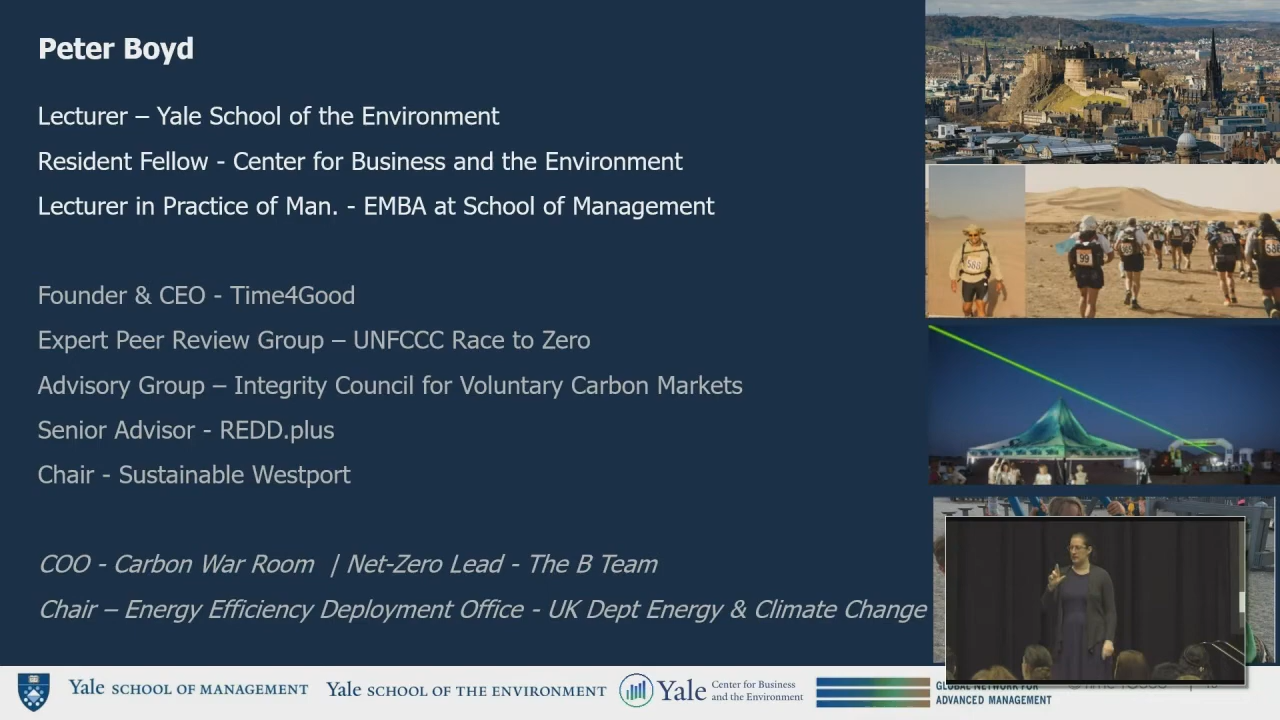 Peter Boyd
Lecturer – Yale School of the Environment
Resident Fellow - Center for Business and the Environment
Lecturer in Practice of Man. - EMBA at School of Management
Founder & CEO - Time4Good
Expert Peer Review Group – UNFCCC Race to Zero
Advisory Group – Integrity Council for Voluntary Carbon Markets
Senior Advisor - REDD.plus
Chair - Sustainable Westport
COO - Carbon War Room | Net-Zero Lead - The B Team
Chair – Energy Efficiency Deployment Office - UK Dept Energy & Climate Change
99
588
Yale SCHOOL OF MANAGEMENT
Yale SCHOOL OF THE ENVIRONMENT
Yale Center for Business
and the Environment
GLOBAL NETWORK FOR
ADVANCED MANAGEMENT